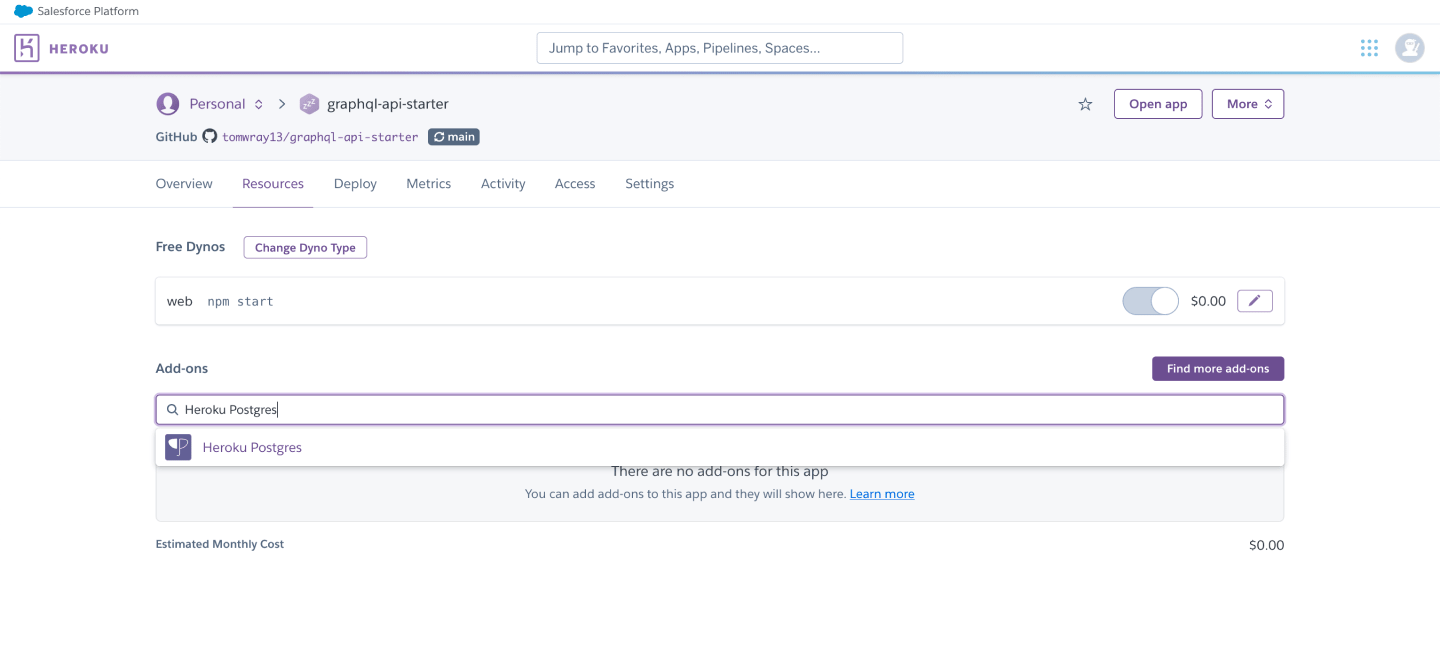 Salesforce Platform
HEROKU
Jump to Favorites, Apps, Pipelines, Spaces...
Personal graphql-api-starter
Open app
More
GitHub tomwray13/graphql-api-starter main
Overview Resources Deploy Metrics Activity Access Settings
Free Dynos Change Dyno Type
web npm start $0.00
Add-ons Find more add-ons
Heroku Postgres
Heroku Postgres
There are no add-ons for this app
You can add add-ons to this app and they will show here. Learn more
Estimated Monthly Cost $0.00